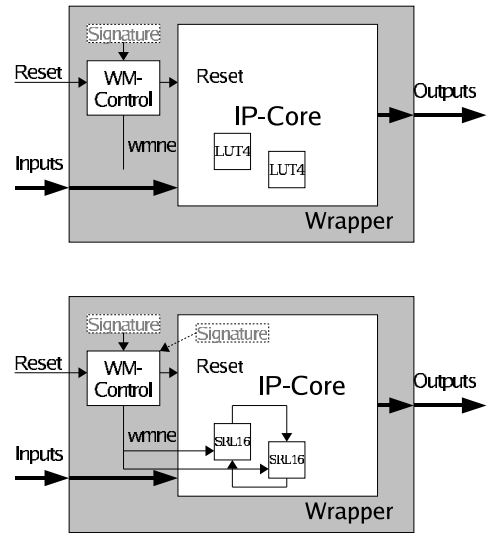 Signature
Reset
WM-
Control
Reset
IP-Core
Outputs
LUT4
wmne
LUT4
Inputs
Wrapper
Signature
Signature
Reset
WM-
Control
Reset
IP-Core
Outputs
wmne
SRL16
Inputs
SRL16
Wrapper